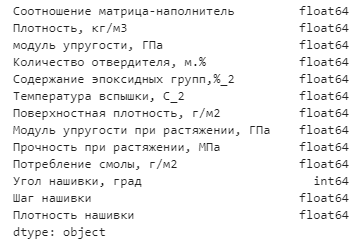 Соотношение матрица-наполнитель float64
Плотность, кг/м3 float64
модуль упругости, ГПа float64
Количество отвердителя, м.% float64
Содержание эпоксидных групп,%_2 float64
Температура вспышки, С_2 float64
Поверхностная плотность, г/м2 float64
Модуль упругости при растяжении, ГПа float64
Прочность при растяжении, МПа float64
Потребление смолы, г/м2 float64
Угол нашивки, град int64
Шаг нашивки float64
Плотность нашивки float64
dtype: object